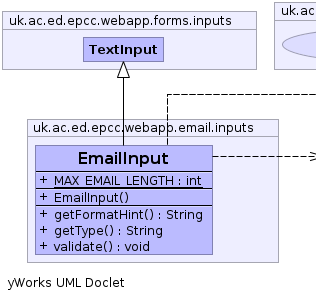 uk.ac.ed.epcc.webapp.forms.inputs
uk.ac
TextInput
uk.ac.ed.epcc.webapp.email.inputs
EmailInput
+ MAX_EMAIL_LENGTH : int
+ EmailInput()
+ getFormatHint() : String
+ getType() : String
+ validate() : void
yWorks UML Doclet